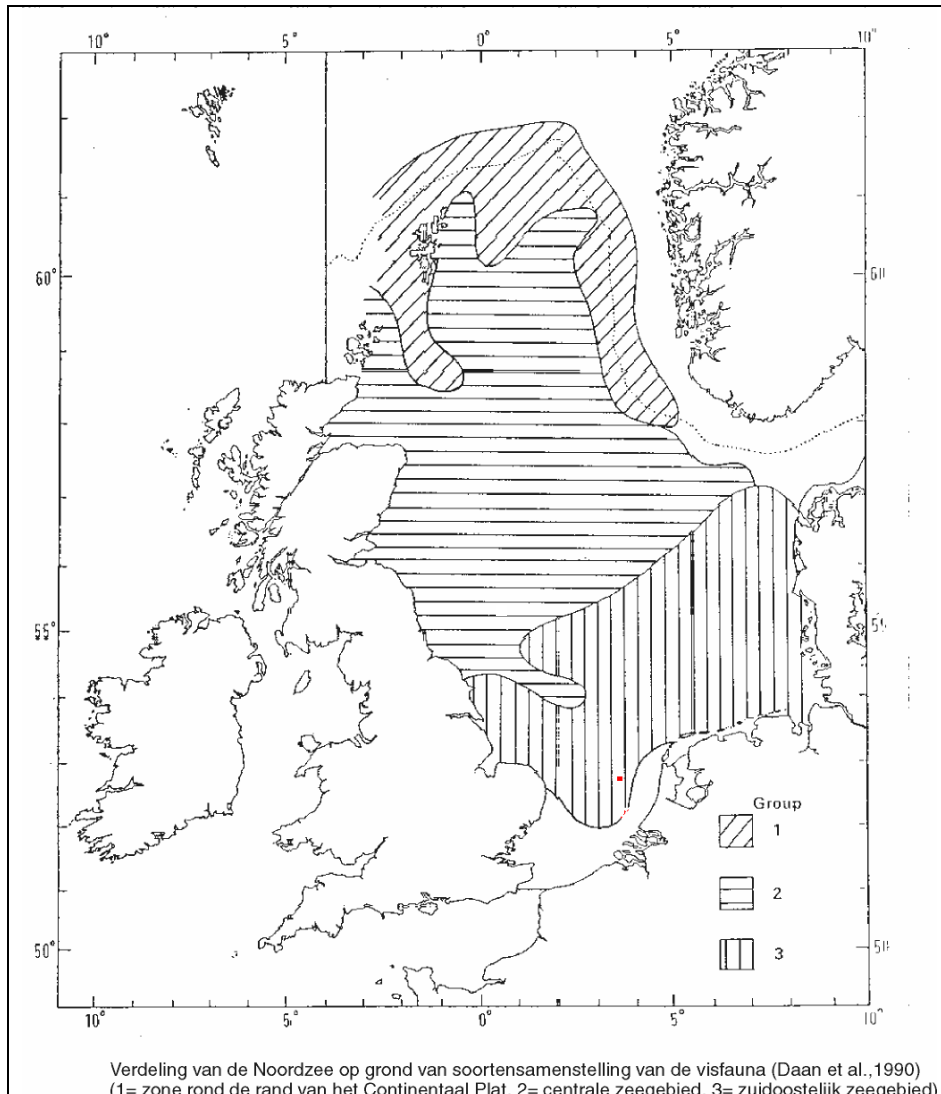 10° 5° 0° 5° 10°
60° 60
55° 5
Group
1
2
3
50° 50
10° 5° 0° 5° 10°
Verdeling van de Noordzee op grond van soortensamenstelling van de visfauna (Daan et al.,1990)
(1= zone rond de rand van het Continentaal Plat, 2= centrale zeegebied, 3= zuidoostelijk zeegebied)